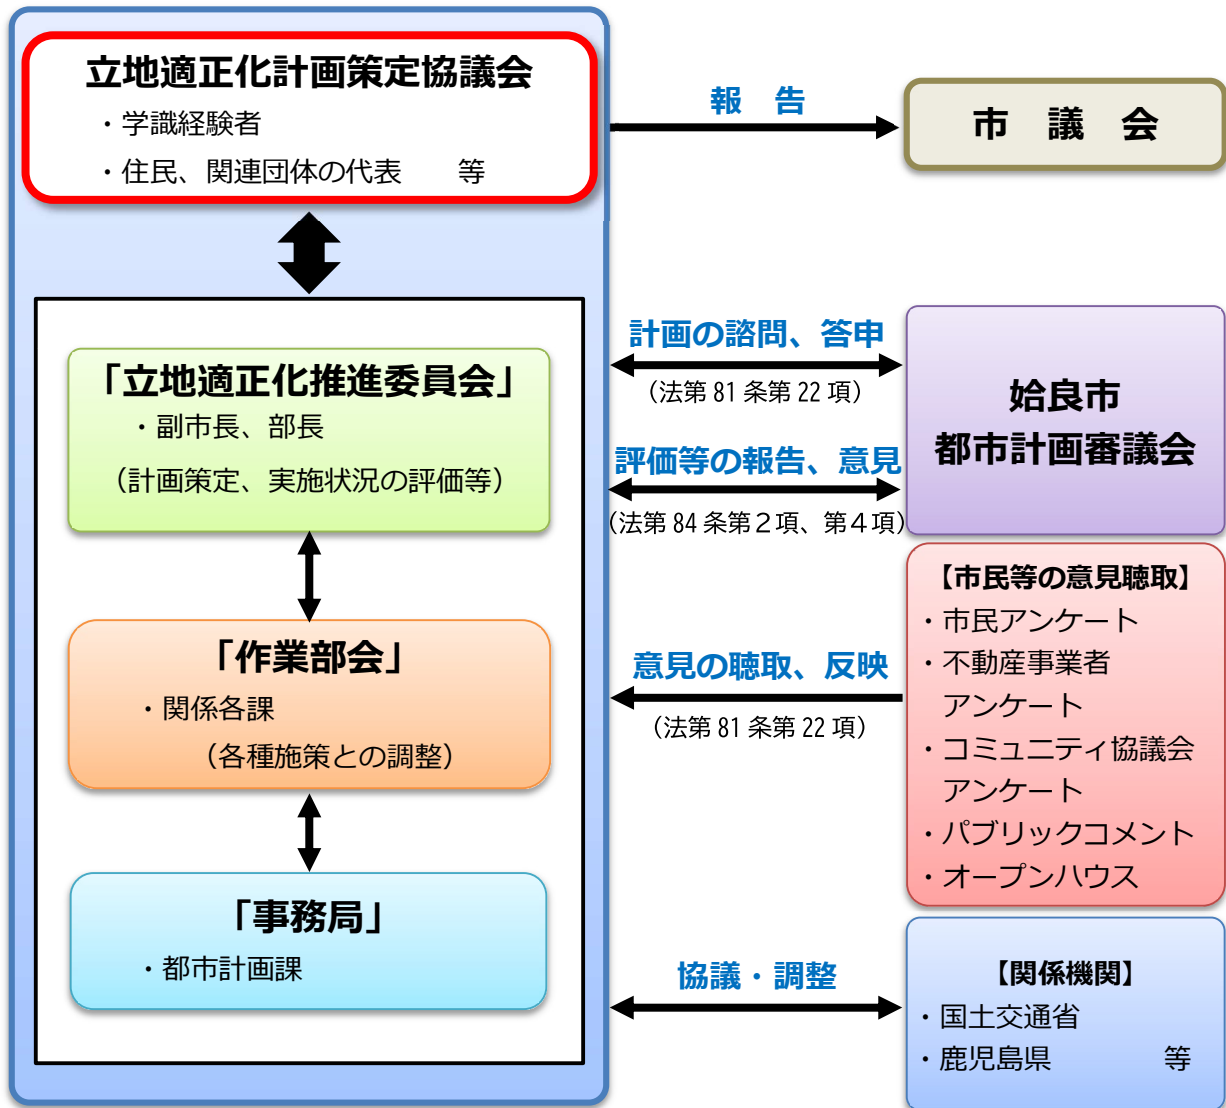 立地適正化計画策定協議会
・学識経験者
・住民、関連団体の代表　　等
報　告
市　議　会
「立地適正化推進委員会」
・副市長、部長
（計画策定、実施状況の評価等）
計画の諮問、答申
（法第 81 条第 22 項）
評価等の報告、意見
（法第 84 条第２項、第４項）
姶良市
都市計画審議会
「作業部会」
・関係各課
（各種施策との調整）
意見の聴取、反映
（法第 81 条第 22 項）
【市民等の意見聴取】
・市民アンケート
・不動産事業者
アンケート
・コミュニティ協議会
アンケート
・パブリックコメント
・オープンハウス
「事務局」
・都市計画課
協議・調整
【関係機関】
・国土交通省
・鹿児島県　　　　等